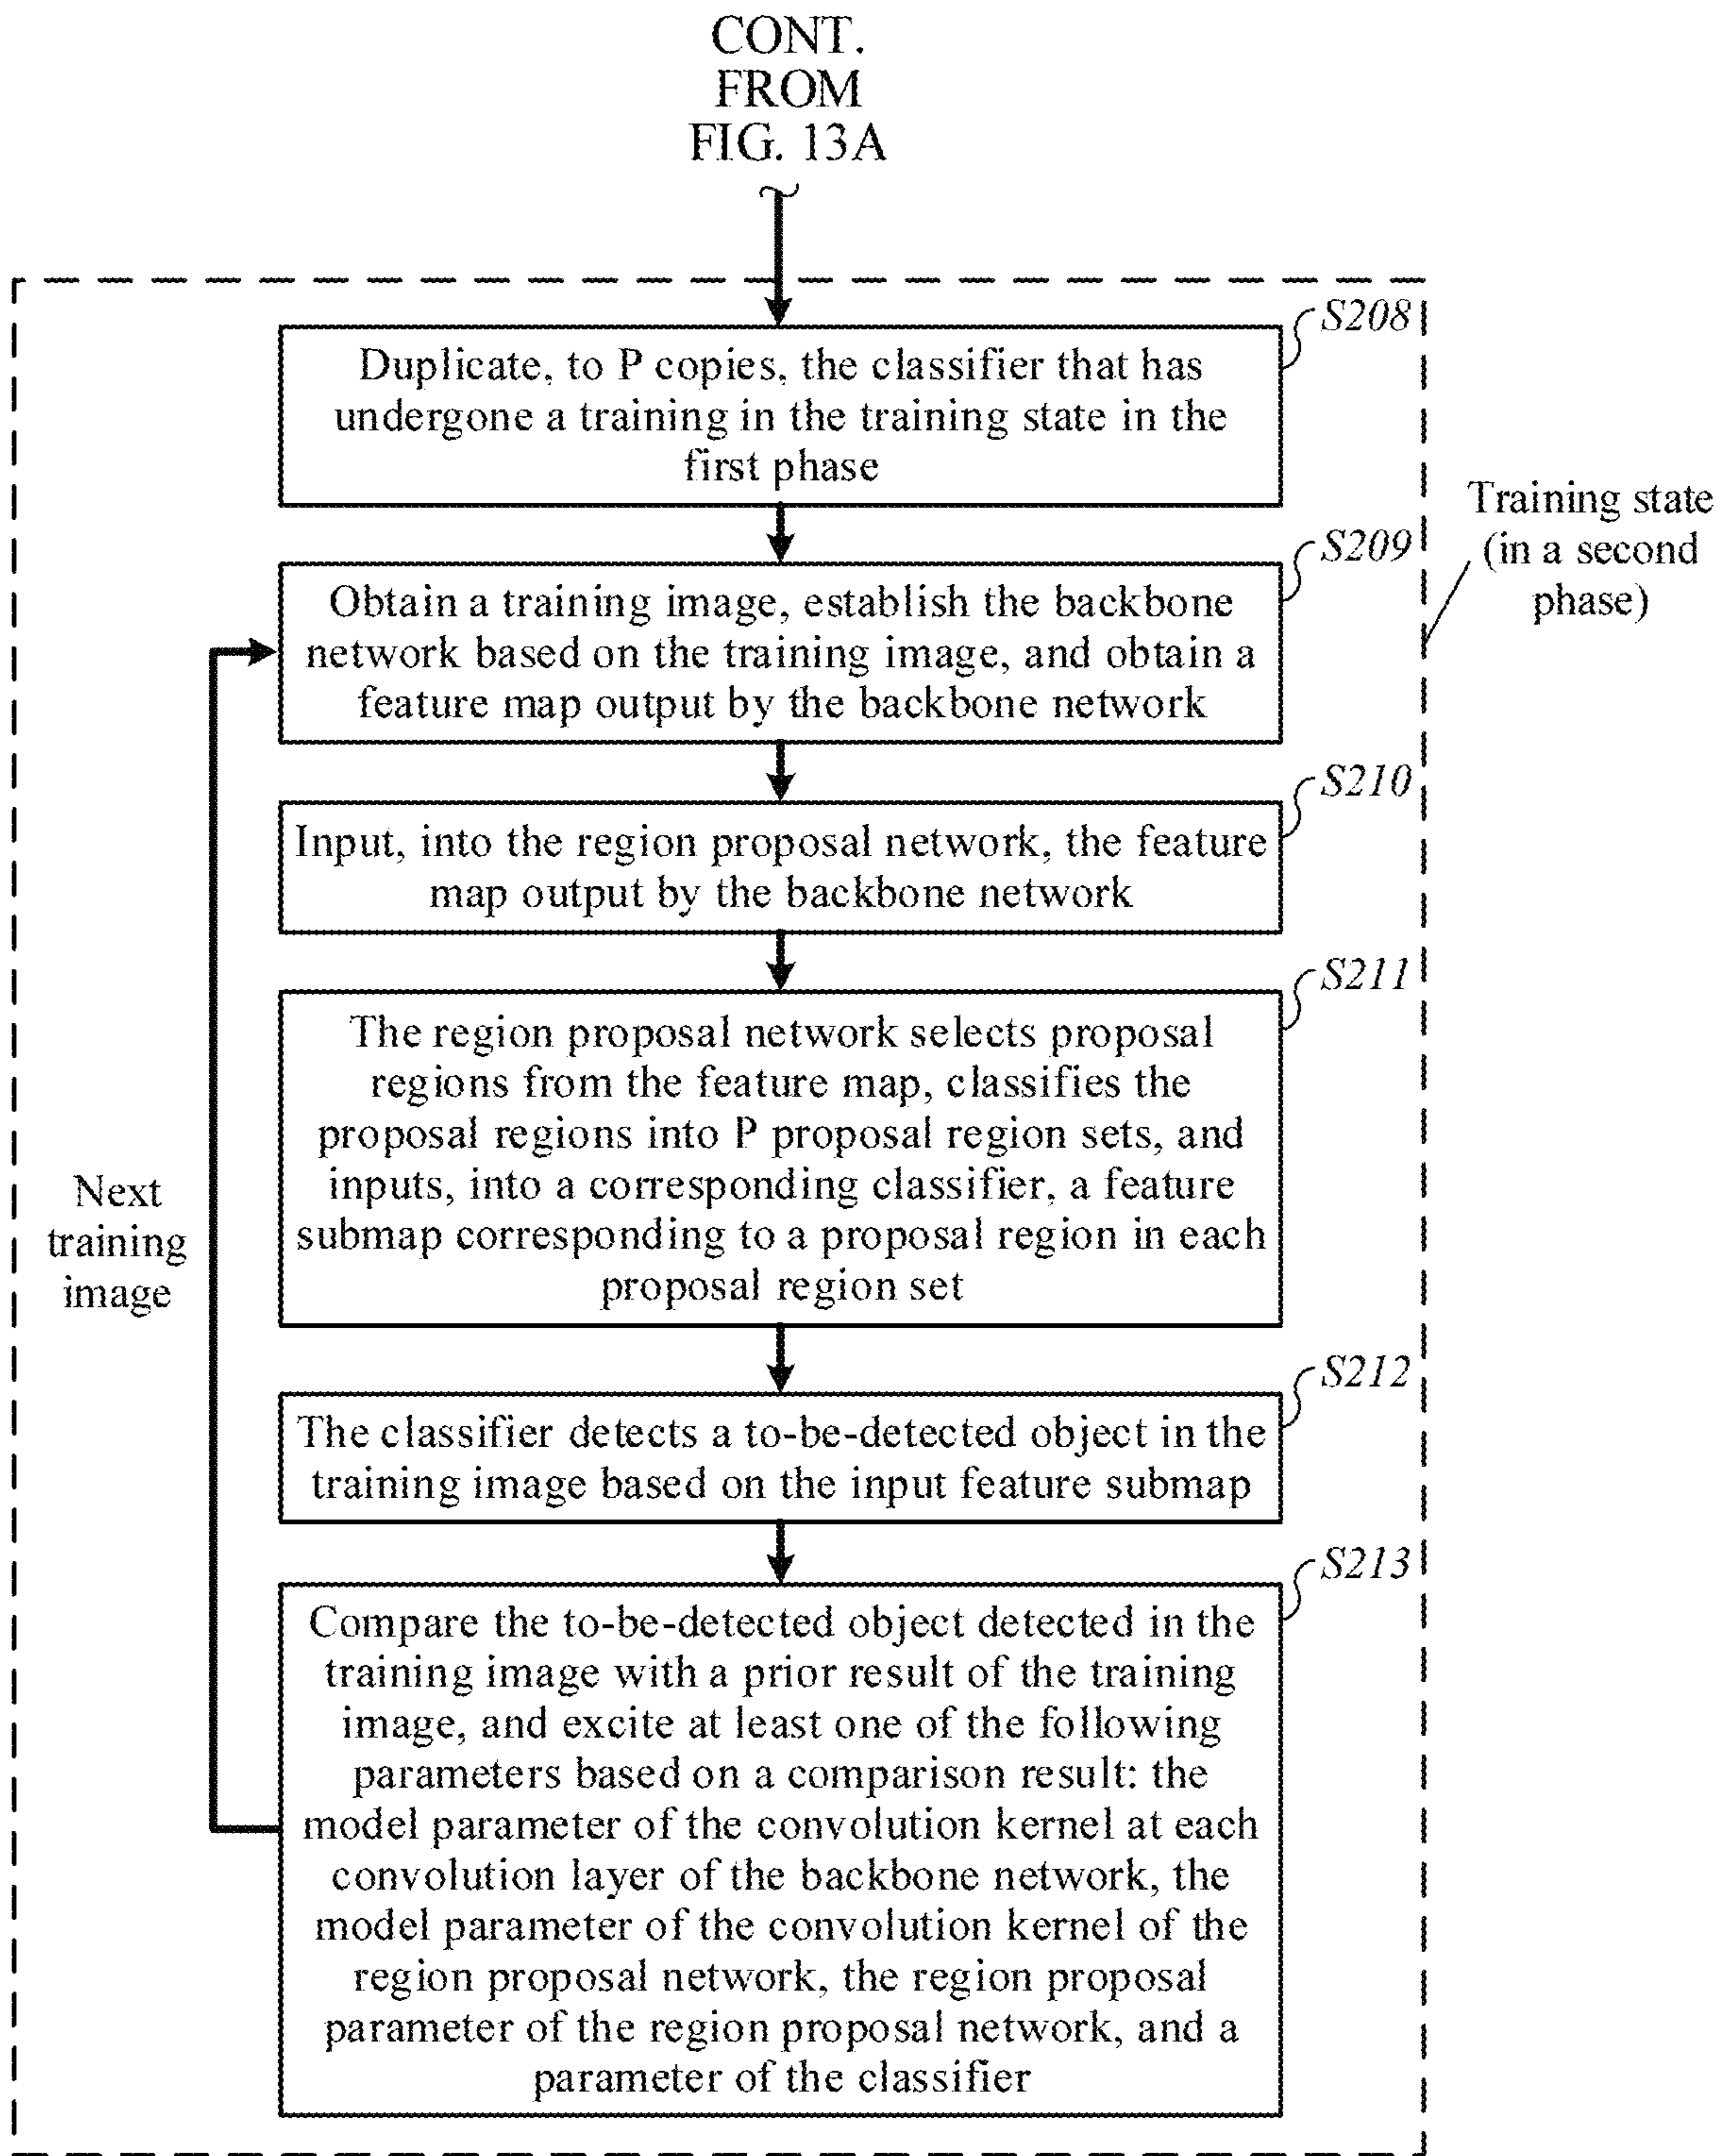 CONT.
FROM
FIG. 13A
S208
Duplicate, to P copies, the classifier that has
undergone a training in the training state in the
first phase
Training state
(in a second
phase)
S209
Obtain a training image, establish the backbone
network based on the training image, and obtain a
feature map output by the backbone network
S210
Input, into the region proposal network, the feature
map output by the backbone network
S211
The region proposal network selects proposal
regions from the feature map, classifies the
proposal regions into P proposal region sets, and
inputs, into a corresponding classifier, a feature
submap corresponding to a proposal region in each
proposal region set
Next
training
image
S212
The classifier detects a to-be-detected object in the
training image based on the input feature submap
S213
Compare the to-be-detected object detected in the
training image with a prior result of the training
image, and excite at least one of the following
parameters based on a comparison result: the
model parameter of the convolution kernel at each
convolution layer of the backbone network, the
model parameter of the convolution kernel of the
region proposal network, the region proposal
parameter of the region proposal network, and a
parameter of the classifier